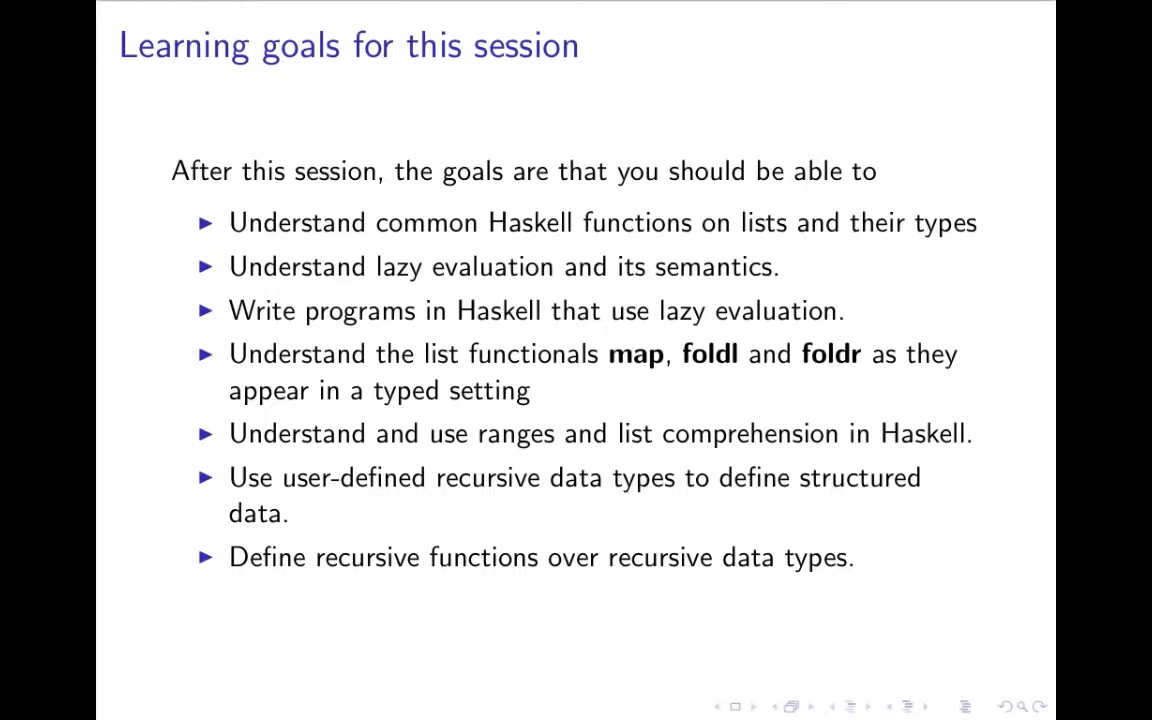 Learning goals for this session
After this session, the goals are that you should be able to
Understand common Haskell functions on lists and their types
Understand lazy evaluation and its semantics.
Write programs in Haskell that use lazy evaluation.
Understand the list functionals map, foldl and foldr as they
appear in a typed setting
Understand and use ranges and list comprehension in Haskell.
Use user-defined recursive data types to define structured
data.
Define recursive functions over recursive data types.